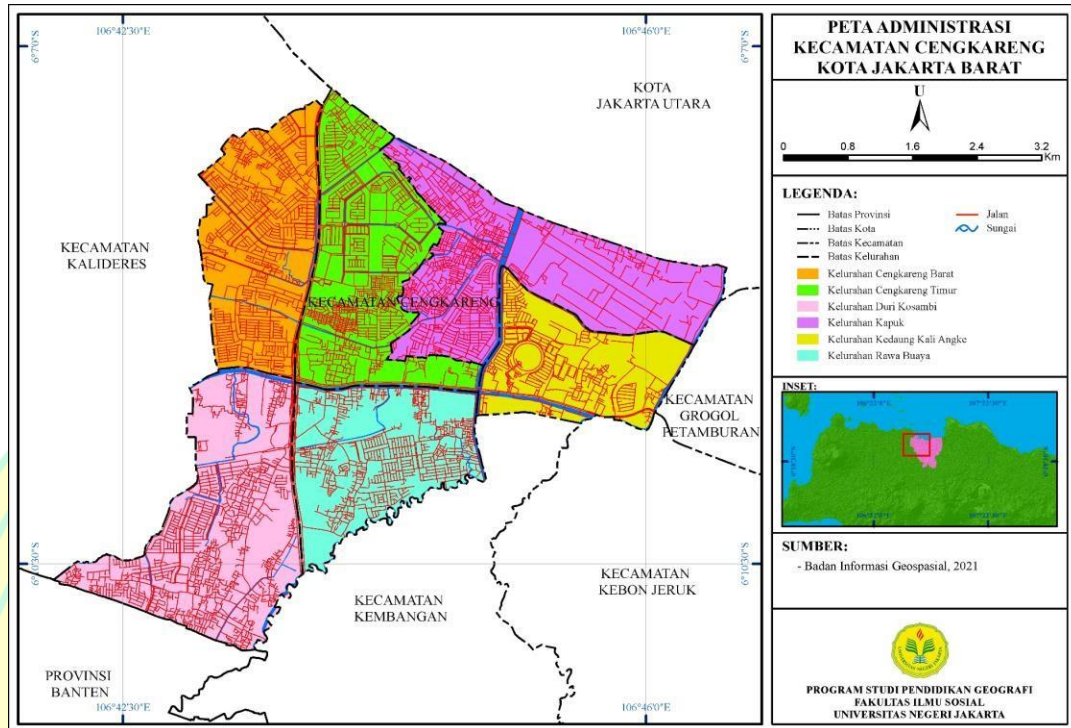 106°42'30"E
106°46'0"E
6°7'0"S
6°7'0"S
KOTA
JAKARTA UTARA
KECAMATAN
KALIDERES
KECAMATAN CENGKARENG
KECAMATAN
GROGOL
PETAMBURAN
6°10'30"S
6°10'30"S
KECAMATAN
KEBON JERUK
KECAMATAN
KEMBANGAN
PROVINSI
BANTEN
106°42'30"E
106°46'0"E
PETA ADMINISTRASI
KECAMATAN CENGKARENG
KOTA JAKARTA BARAT
U
0 0.8 1.6 2.4 3.2
Km
LEGENDA:
Batas Provinsi
Batas Kota
Batas Kecamatan
Batas Kelurahan
Jalan
Sungai
Kelurahan Cengkareng Barat
Kelurahan Cengkareng Timur
Kelurahan Duri Kosambi
Kelurahan Kapuk
Kelurahan Kedaung Kali Angke
Kelurahan Rawa Buaya
INSET:
SUMBER:
- Badan Informasi Geospasial, 2021
PROGRAM STUDI PENDIDIKAN GEOGRAFI
FAKULTAS ILMU SOSIAL
UNIVERSITAS NEGERI JAKARTA